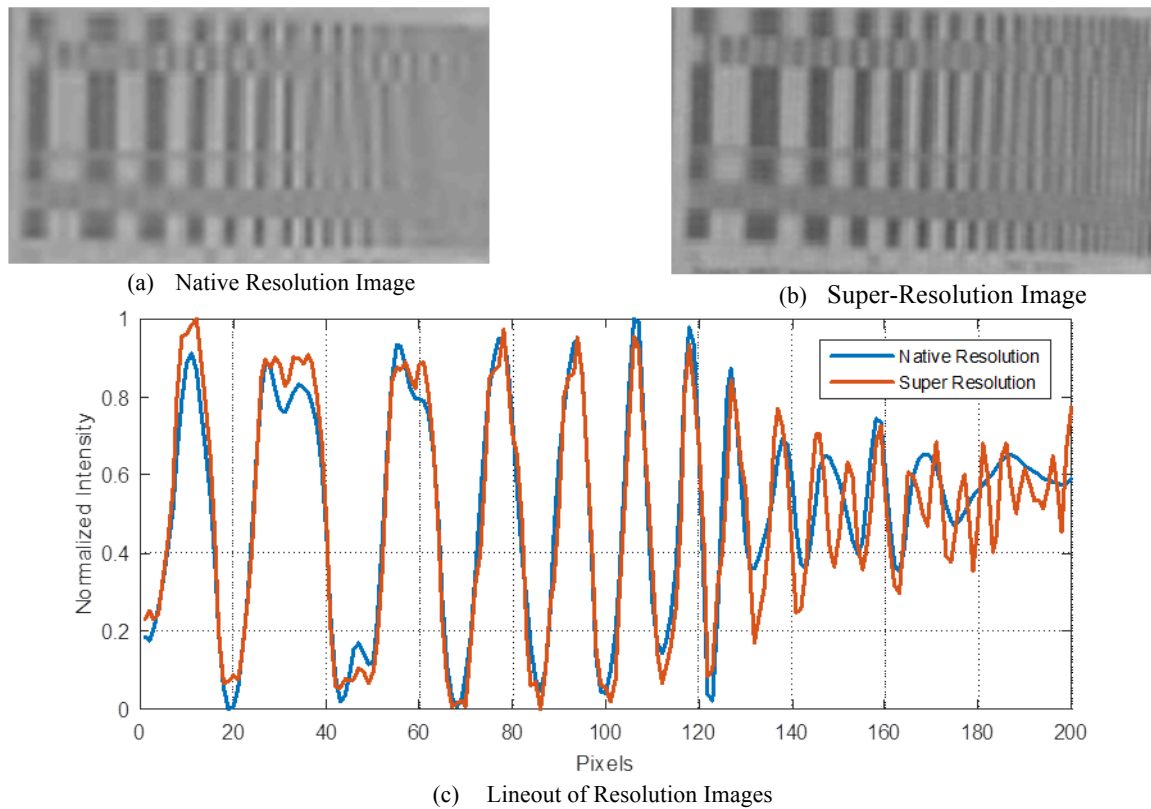 (a) Native Resolution Image
(b) Super-Resolution Image
Normalized Intensity
1
0.8
0.6
0.4
0.2
0
Native Resolution
Super Resolution
0 20 40 60 80 100 120 140 160 180 200
Pixels
(c) Lineout of Resolution Images